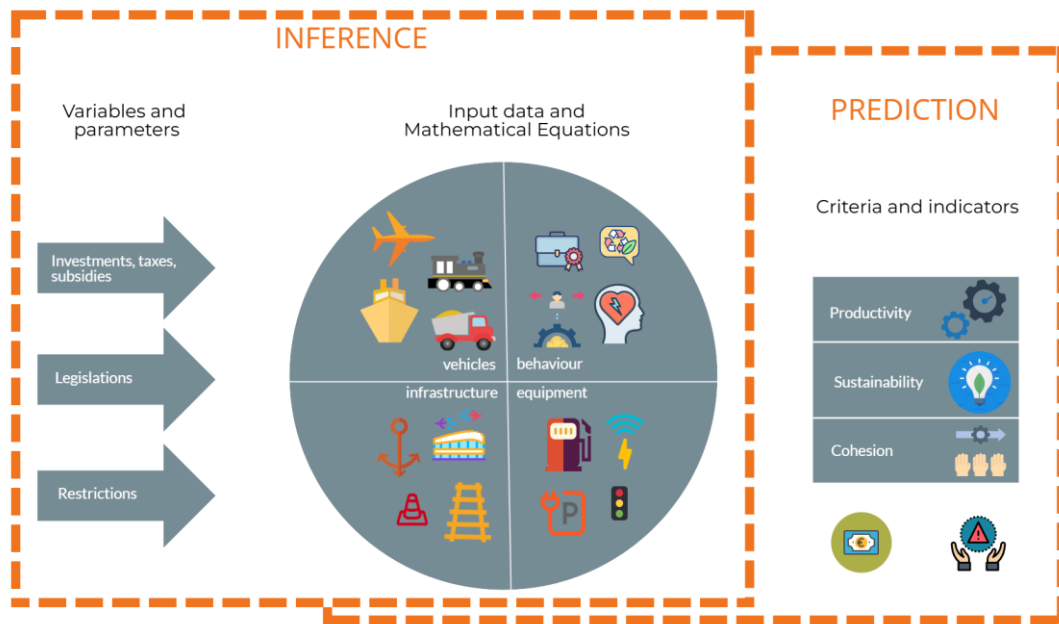 INFERENCE
PREDICTION
Variables and
parameters
Input data and
Mathematical Equations
Criteria and indicators
Investments, taxes,
subsidies
Legislations
Restrictions
vehicles
behaviour
infrastructure
equipment
P
Productivity
Sustainability
Cohesion
€